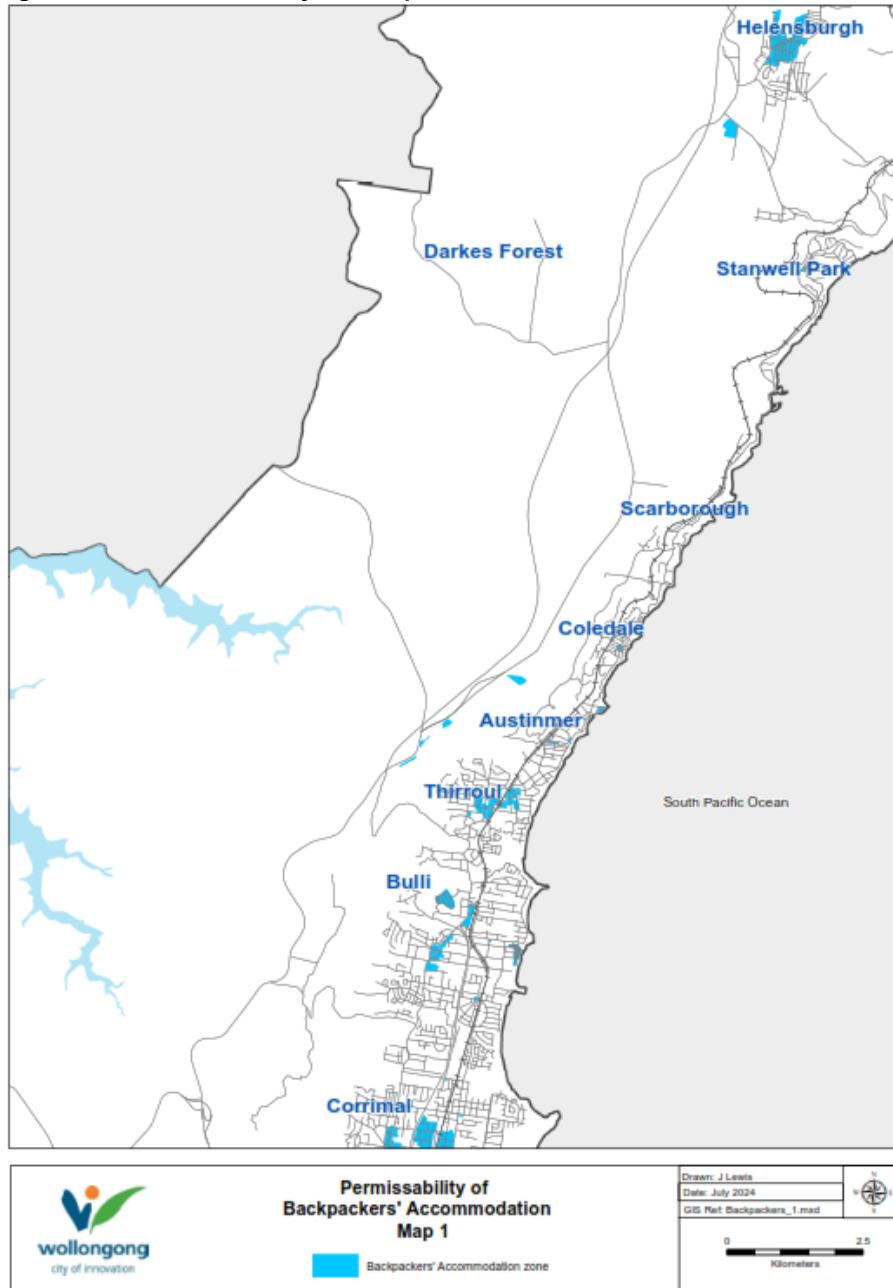 Helensburgh
Darkes Forest
Stanwell Park
Scarborough
Coledale
Austinmer
Thirroul
South Pacific Ocean
Bulli
Corrimal
wollongong
city of innovation
Permissability of
Backpackers' Accommodation
Map 1
Backpackers' Accommodation zone
Drawn: J Lewis
Date: July 2024
GIS Ref: Backpackers_1.mxd
0 2.5
Kilometers